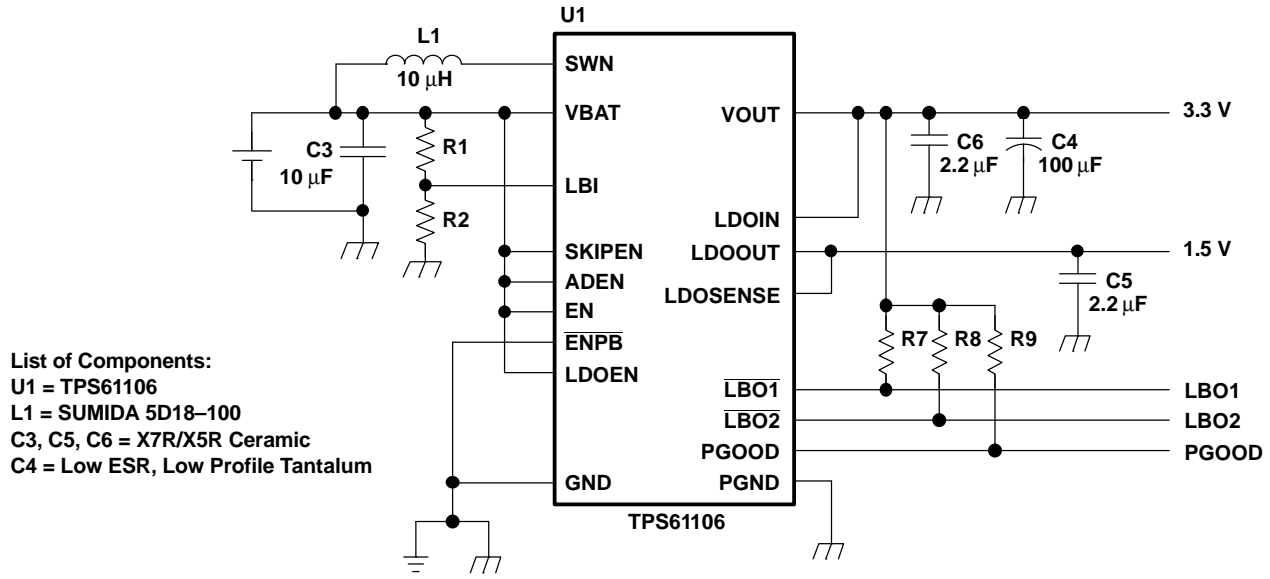 U1
L1
10 μH
SWN
VBAT
VOUT
3.3 V
C3
10 μF
R1
C6
2.2 μF
C4
100 μF
LBI
R2
LDOIN
SKIPEN
LDOOUT
1.5 V
ADEN
LDOSENSE
C5
2.2 μF
EN
ENPB
R7
R8
R9
LDOEN
List of Components:
U1 = TPS61106
L1 = SUMIDA 5D18–100
C3, C5, C6 = X7R/X5R Ceramic
C4 = Low ESR, Low Profile Tantalum
LBO1
LBO1
LBO2
LBO2
PGOOD
PGOOD
GND
PGND
TPS61106